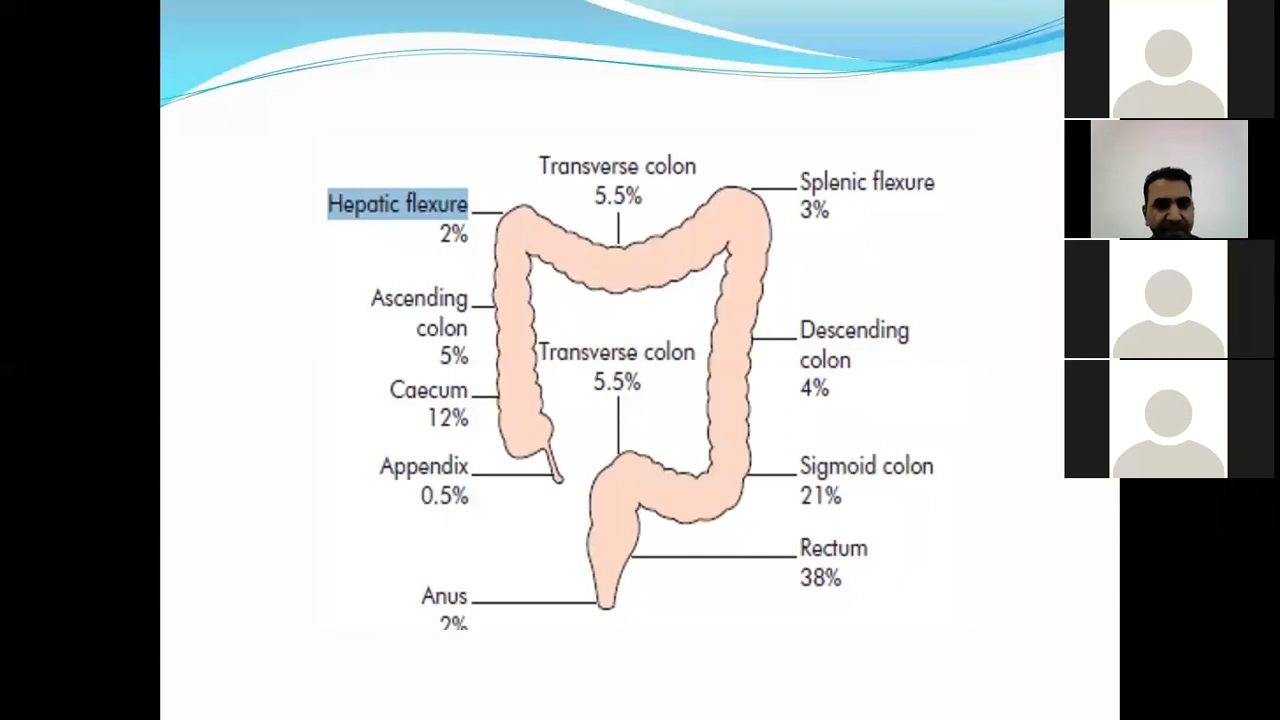 Transverse colon
5.5%
Hepatic flexure
2%
Splenic flexure
3%
Ascending
colon
5%
Transverse colon
5.5%
Descending
colon
4%
Caecum
12%
Appendix
0.5%
Sigmoid colon
21%
Rectum
38%
Anus
2%